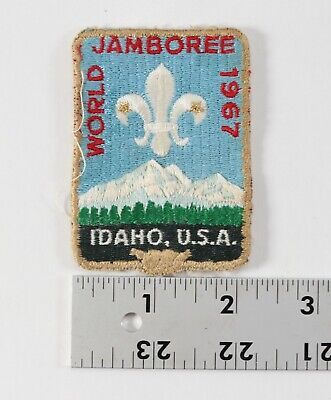 WORLD JAMBOREE 1967
IDAHO, U.S.A.
1 2 3
23 22 21